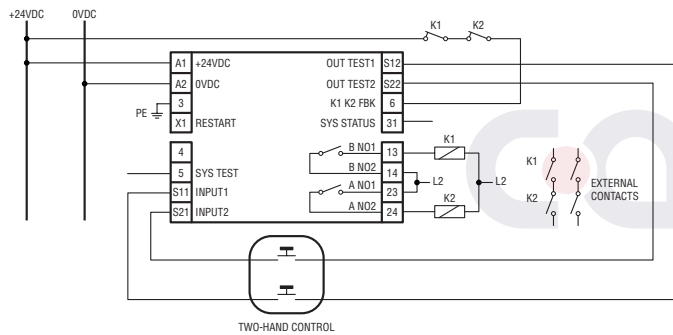 +24VDC 0VDC
K1 K2
A1 +24VDC OUT TEST1 S12
A2 0VDC OUT TEST2 S22
PE 3 K1 K2 FBK 6
X1 RESTART SYS STATUS 31
4 B NO1 13 K1
5 SYS TEST B NO2 14 L2 L2
S11 INPUT1 A NO1 23
S21 INPUT2 A NO2 24 K2
K1
K2 EXTERNAL
CONTACTS
TWO-HAND CONTROL